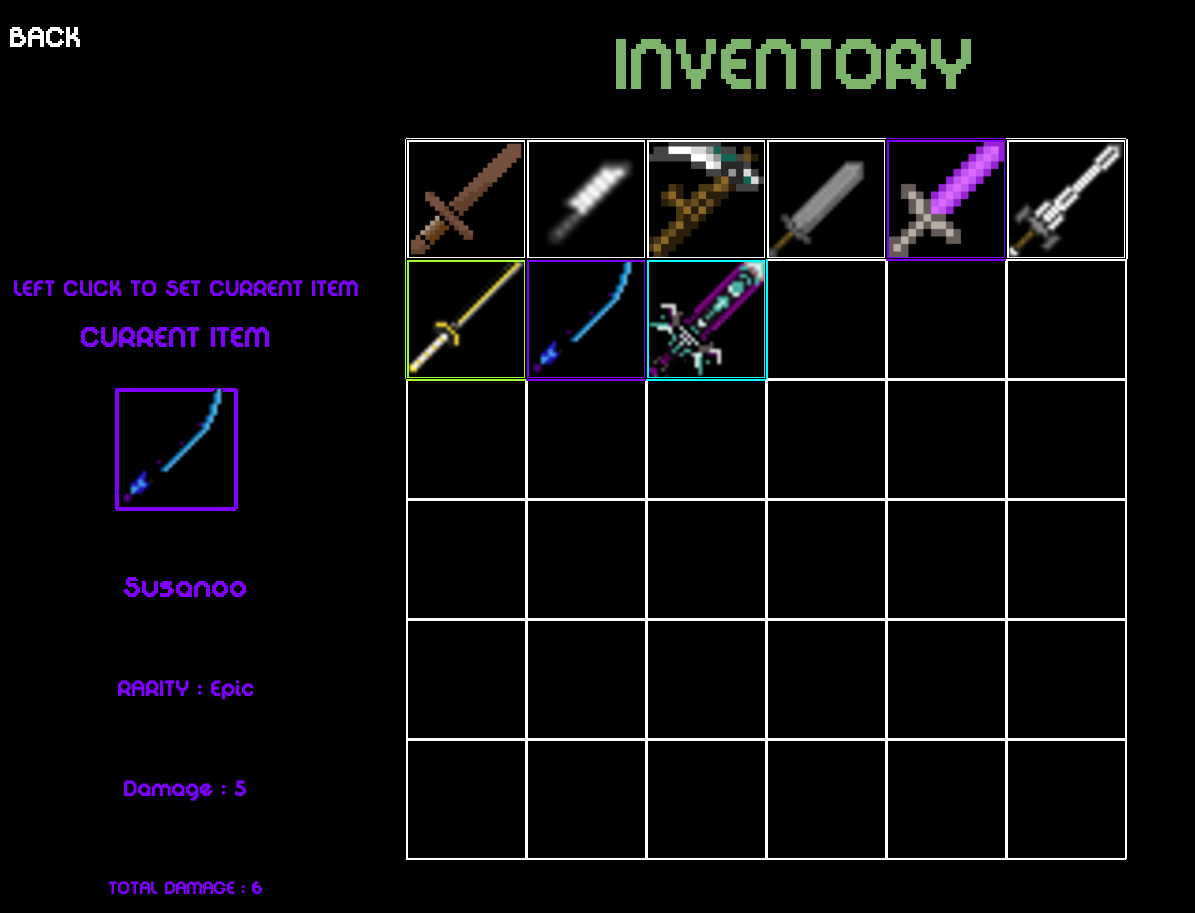 BACK
INVENTORY
LEFT CLICK TO SET CURRENT ITEM
CURRENT ITEM
Susanoo
RARITY : Epic
Damage : 5
TOTAL DAMAGE : 6